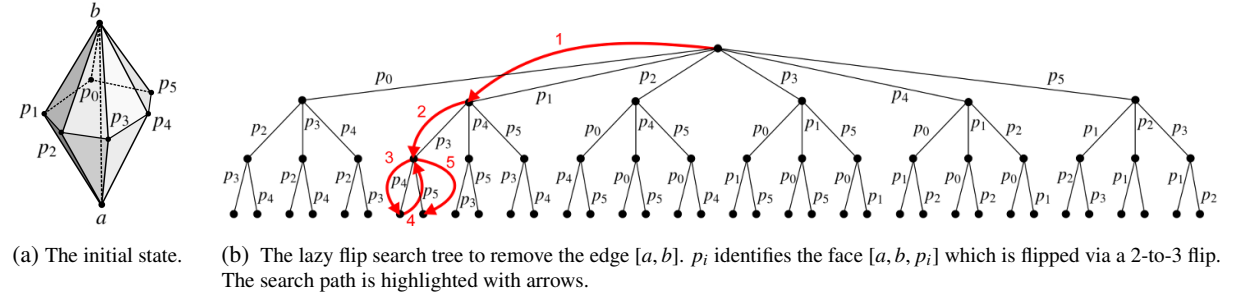 b
p₀
p₁
p₂
p₃
p₄
p₅
a
(a) The initial state.
1
p₀ p₁ p₂ p₃ p₄ p₅
2
p₂ p₃ p₄ p₃ p₄ p₅ p₀ p₄ p₅ p₀ p₁ p₅ p₀ p₁ p₂ p₁ p₂ p₃
3 5
p₃ p₄ p₂ p₄ p₂ p₃ p₄ p₅ p₃ p₅ p₃ p₄ p₄ p₅ p₀ p₅ p₀ p₄ p₁ p₅ p₀ p₅ p₀ p₁ p₁ p₂ p₀ p₂ p₀ p₁ p₂ p₃ p₁ p₁ p₂
4
(b) The lazy flip search tree to remove the edge [a, b]. pᵢ identifies the face [a, b, pᵢ] which is flipped via a 2-to-3 flip.
The search path is highlighted with arrows.